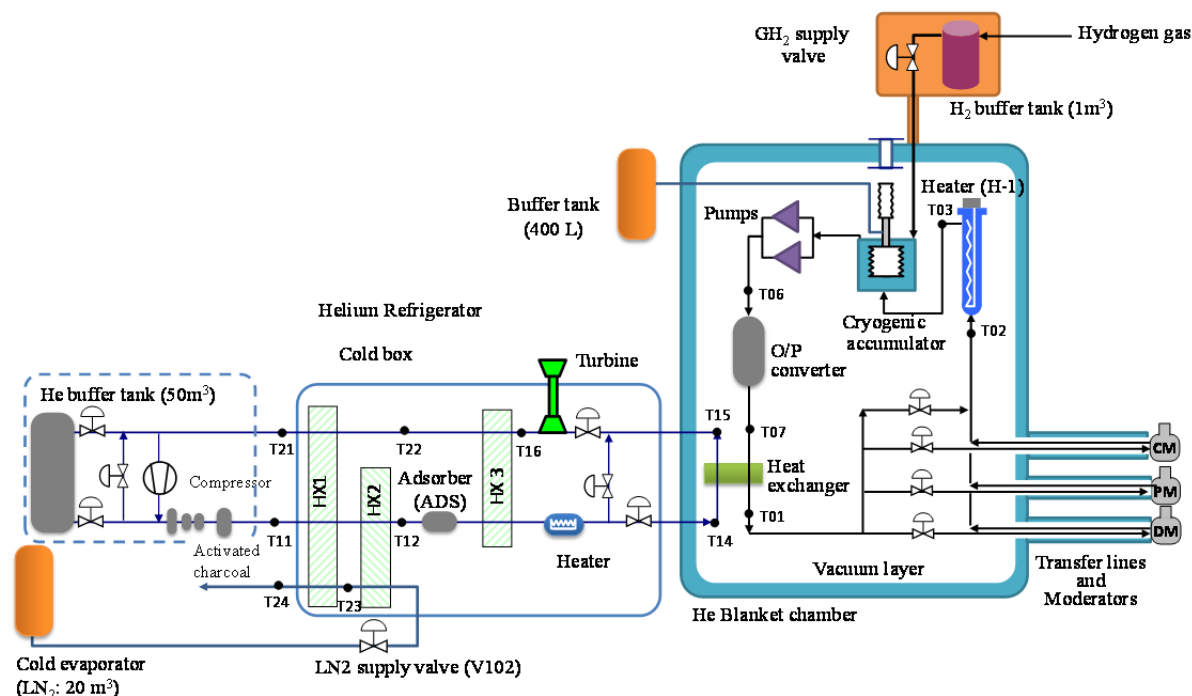 GH2 supply
valve
Hydrogen gas
H2 buffer tank (1m3)
Heater (H-1)
T03
Buffer tank
(400 L)
Pumps
T06
T02
Cryogenic
accumulator
O/P
converter
Helium Refrigerator
Cold box
Turbine
He buffer tank (50m3)
T15
T21
T22
T16
T07
CM
HX1
HX2
HX 3
Adsorber
(ADS)
Heat
exchanger
Compressor
PM
T11
T12
T14
T01
DM
Activated
charcoal
Heater
Vacuum layer
Transfer lines
and
Moderators
T24
T23
He Blanket chamber
Cold evaporator
(LN2: 20 m3)
LN2 supply valve (V102)